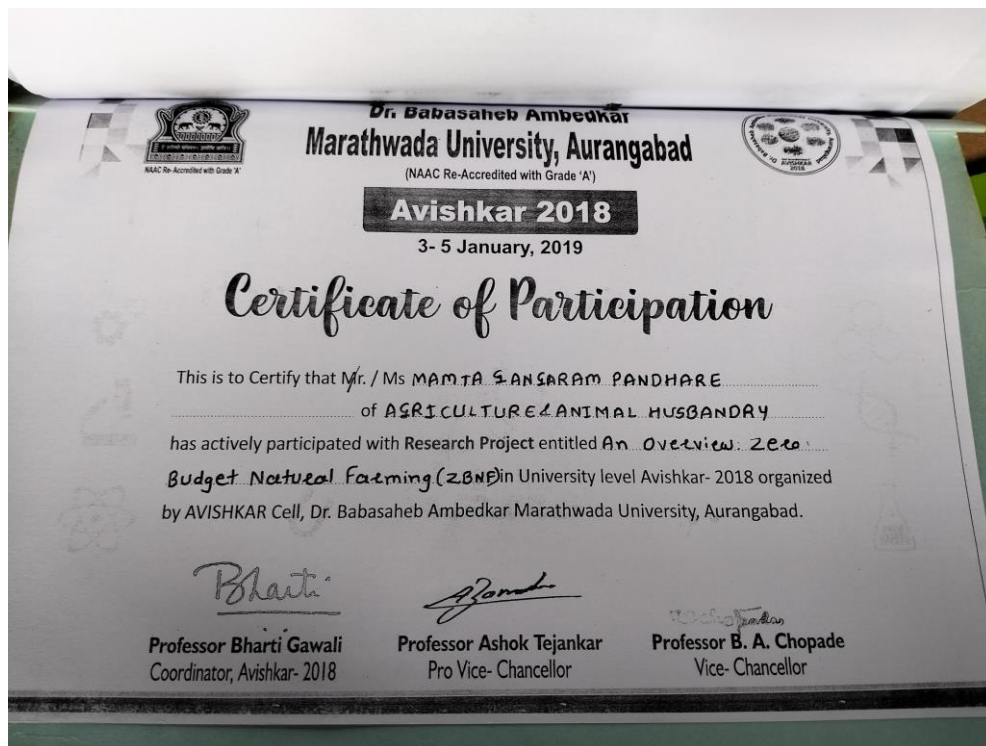 Dr. Babasaheb Ambedkar
Marathwada University, Aurangabad
(NAAC Re-Accredited with Grade 'A')
NAAC Re-Accredited with Grade 'A'
AVISHKAR
2018
Avishkar 2018
3- 5 January, 2019
Certificate of Participation
This is to Certify that Mr. / Ms MAMTA GANGARAM PANDHARE
of AGRICULTURE & ANIMAL HUSBANDRY
has actively participated with Research Project entitled An Overview: Zero
Budget Natural Farming (ZBNF) in University level Avishkar- 2018 organized
by AVISHKAR Cell, Dr. Babasaheb Ambedkar Marathwada University, Aurangabad.
Bharti
Professor Bharti Gawali
Professor Ashok Tejankar
Professor B. A. Chopade
Coordinator, Avishkar- 2018
Pro Vice- Chancellor
Vice- Chancellor